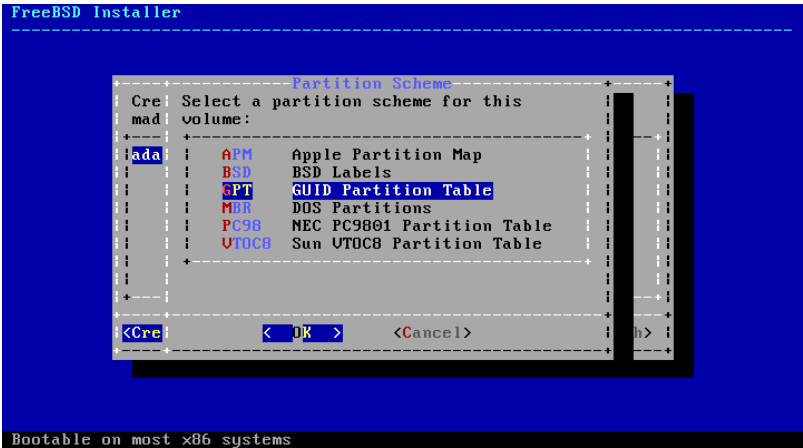 FreeBSD Installer
Partition Scheme
Cre Select a partition scheme for this
mad volume:
ada APM Apple Partition Map
BSD BSD Labels
GPT GUID Partition Table
MBR DOS Partitions
PC98 NEC PC9801 Partition Table
VTOC8 Sun VTOC8 Partition Table
<Cre < OK > <Cancel> h>
Bootable on most x86 systems